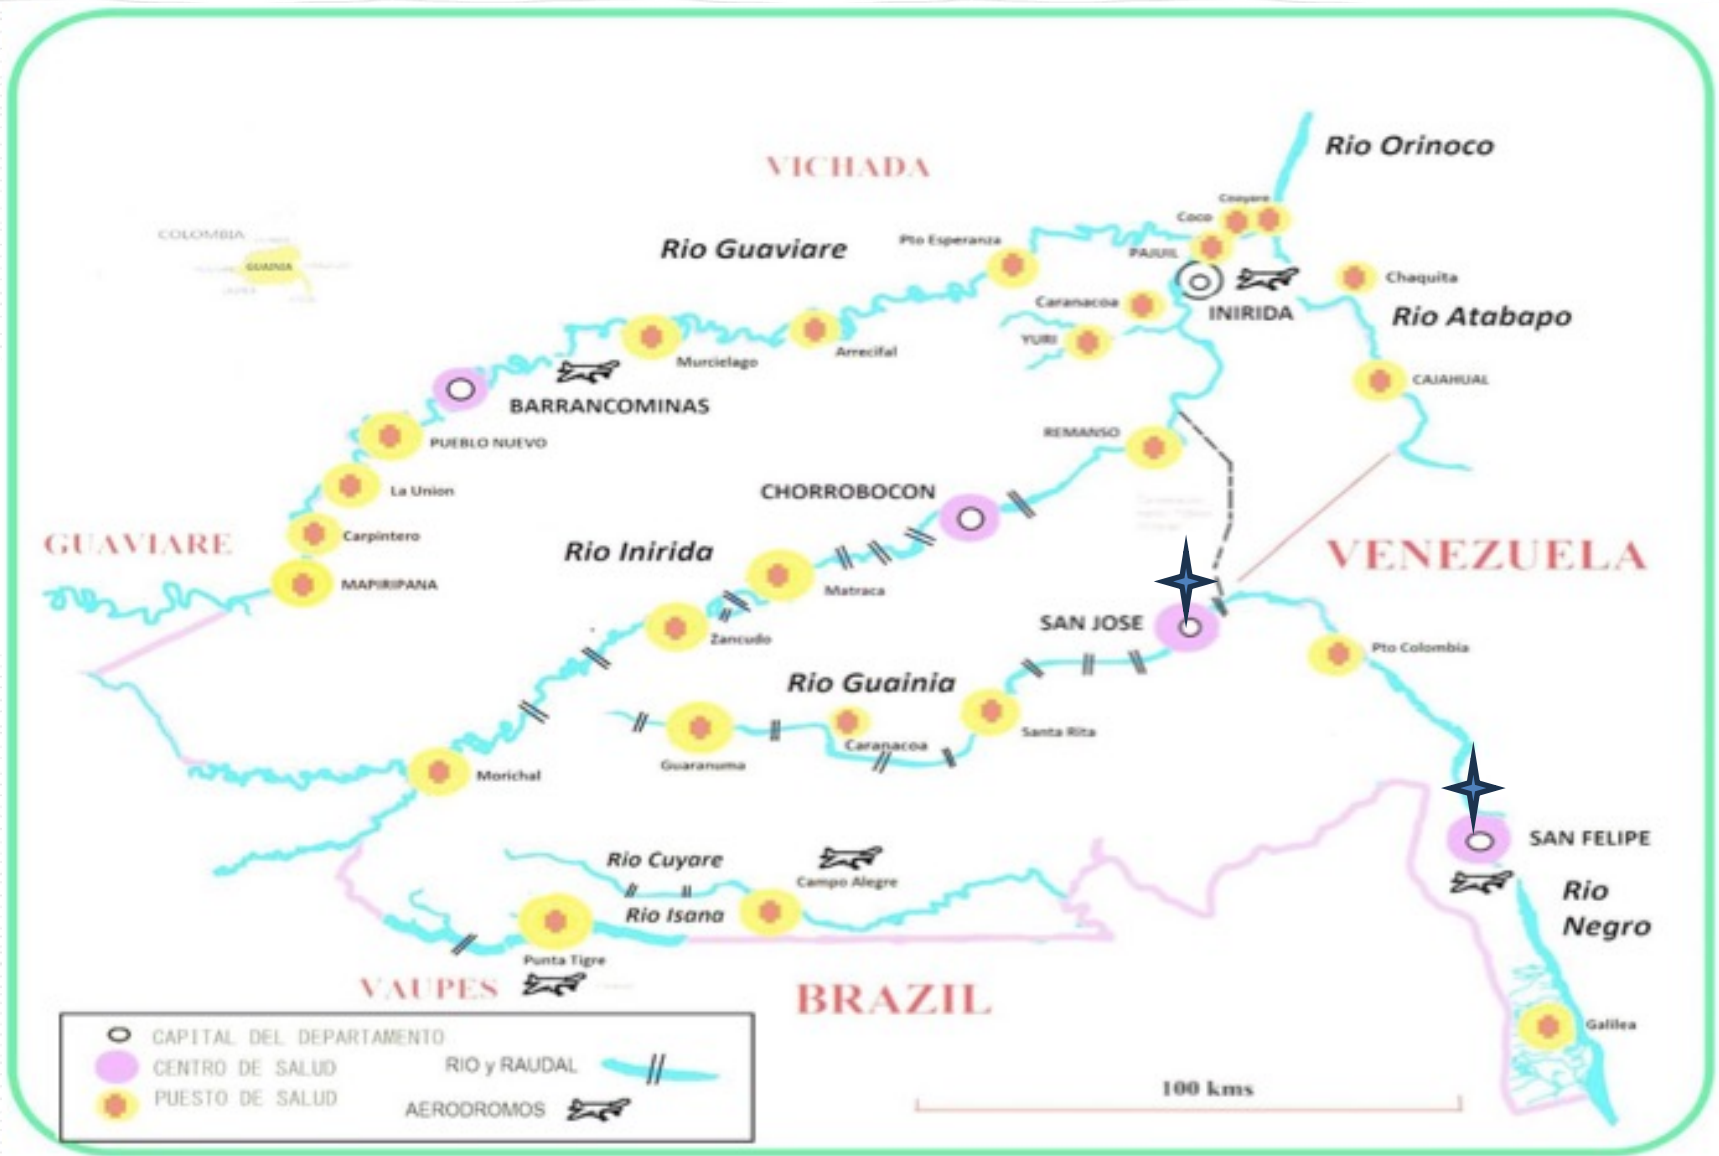 Rio Orinoco
VICHADA
Cooyare
Coco
COLOMBIA
Rio Guaviare
Pto Esperanza
PAJUIL
GUAINIA
Chaquita
Caranacoa
INIRIDA
Rio Atabapo
YURI
Arrecifal
Murcielago
CAJAHUAL
BARRANCOMINAS
REMANSO
PUEBLO NUEVO
La Union
CHORROBOCON
Carpintero
GUAVIARE
Rio Inirida
VENEZUELA
MAPIRIPANA
Matraca
SAN JOSE
Zancudo
Pto Colombia
Rio Guainia
Santa Rita
Caranacoa
Guaranuma
Morichal
SAN FELIPE
Rio Cuyare
Campo Alegre
Rio
Negro
Rio Isana
Punta Tigre
VAUPES
BRAZIL
Galilea
CAPITAL DEL DEPARTAMENTO
CENTRO DE SALUD
RIO y RAUDAL
PUESTO DE SALUD
AERODROMOS
100 kms